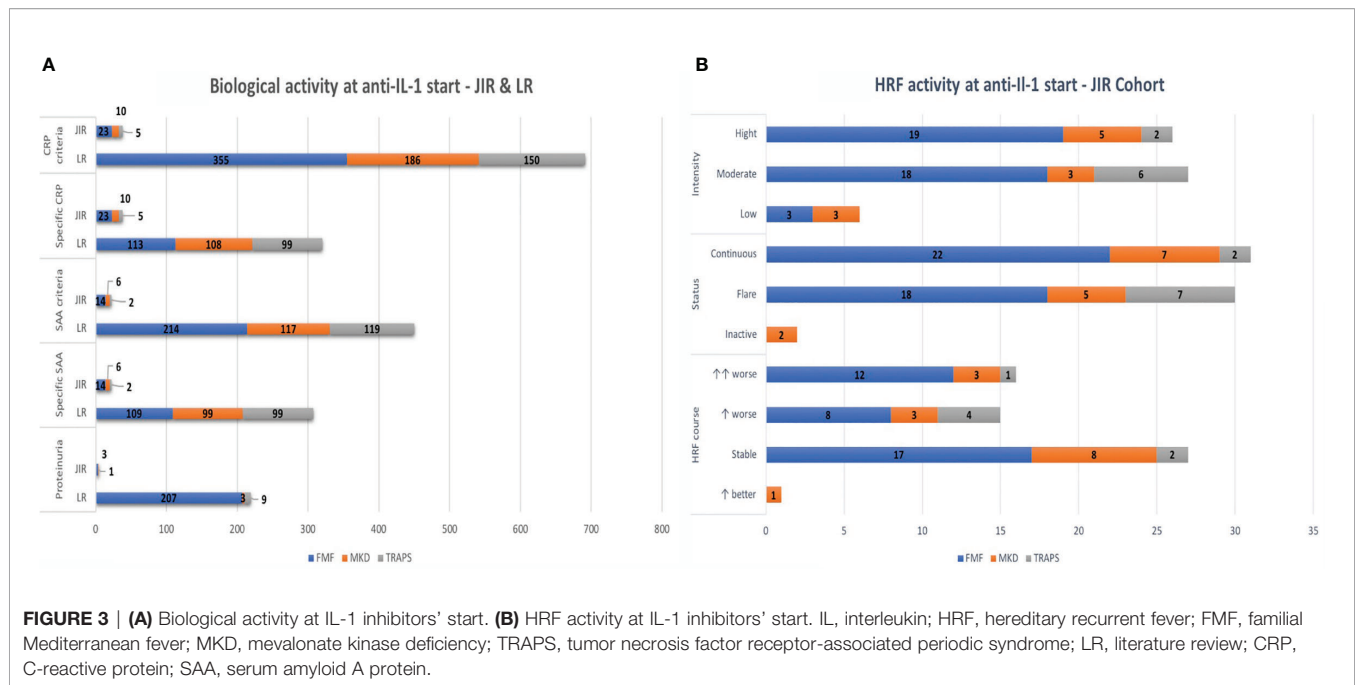 A
Biological activity at anti-IL-1 start - JIR & LR
CRP criteria
JIR
23
10
5
LR
355
186
150
Specific CRP
JIR
23
10
5
LR
113
108
99
SAA criteria
JIR
14
6
2
LR
214
117
119
Specific SAA
JIR
14
6
2
LR
109
99
99
Proteinuria
JIR
3
1
LR
207
3
9
0 100 200 300 400 500 600 700 800
FMF MKD TRAPS
B
HRF activity at anti-Il-1 start - JIR Cohort
Intensity
Hight
19
5
2
Moderate
18
3
6
Low
3
3
Status
Continuous
22
7
2
Flare
18
5
7
Inactive
2
HRF course
↑↑ worse
12
3
1
↑ worse
8
3
4
Stable
17
8
2
↑ better
1
0 5 10 15 20 25 30 35
FMF MKD TRAPS
FIGURE 3 | (A) Biological activity at IL-1 inhibitors' start. (B) HRF activity at IL-1 inhibitors' start. IL, interleukin; HRF, hereditary recurrent fever; FMF, familial
Mediterranean fever; MKD, mevalonate kinase deficiency; TRAPS, tumor necrosis factor receptor-associated periodic syndrome; LR, literature review; CRP,
C-reactive protein; SAA, serum amyloid A protein.